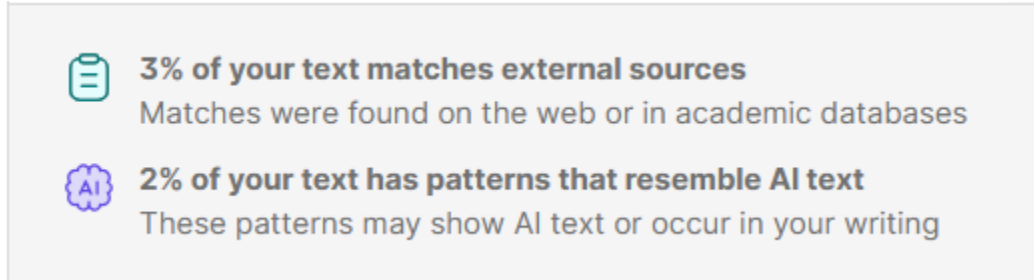 3% of your text matches external sources
Matches were found on the web or in academic databases
AI
2% of your text has patterns that resemble AI text
These patterns may show AI text or occur in your writing